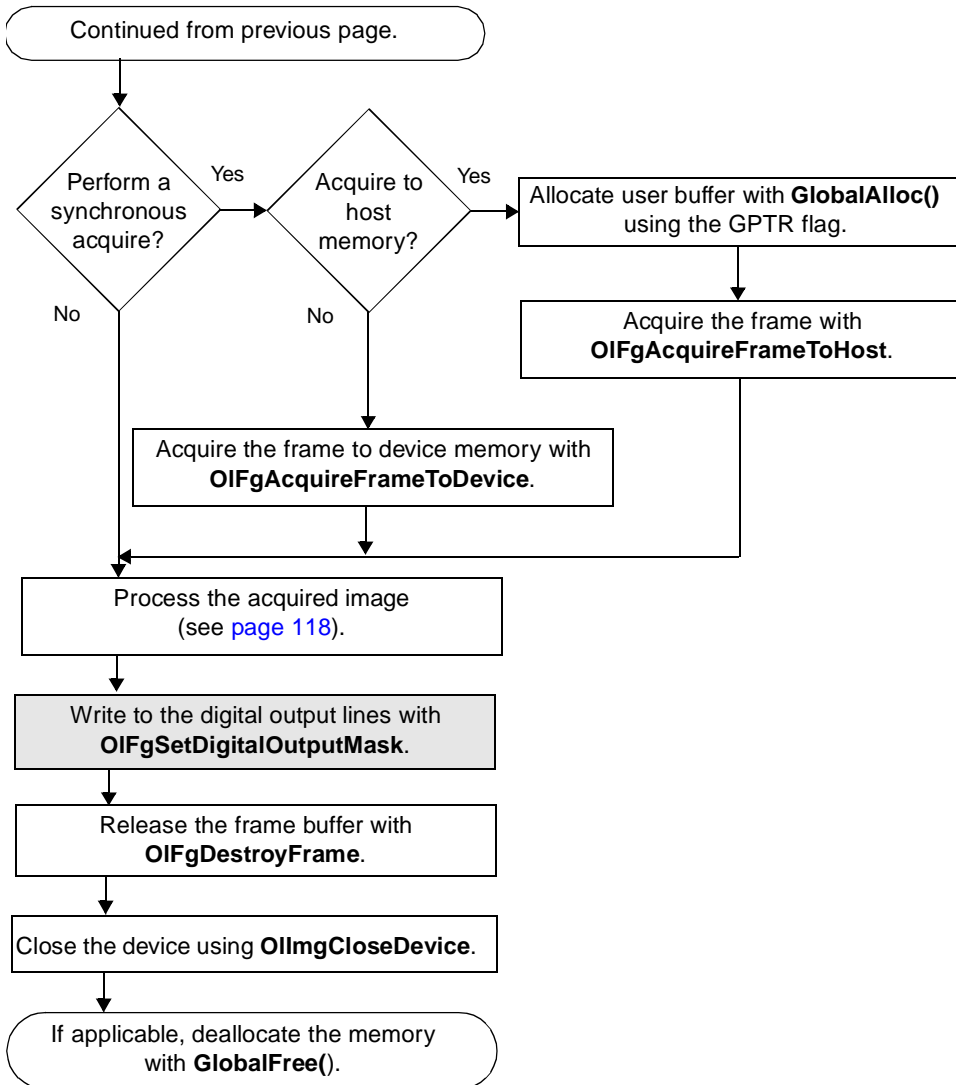 Continued from previous page.
Perform a
synchronous
acquire?
Yes
No
Acquire to
host
memory?
Yes
No
Allocate user buffer with GlobalAlloc()
using the GPTR flag.
Acquire the frame with
OlFgAcquireFrameToHost.
Acquire the frame to device memory with
OlFgAcquireFrameToDevice.
Process the acquired image
(see page 118).
Write to the digital output lines with
OlFgSetDigitalOutputMask.
Release the frame buffer with
OlFgDestroyFrame.
Close the device using OlImgCloseDevice.
If applicable, deallocate the memory
with GlobalFree().